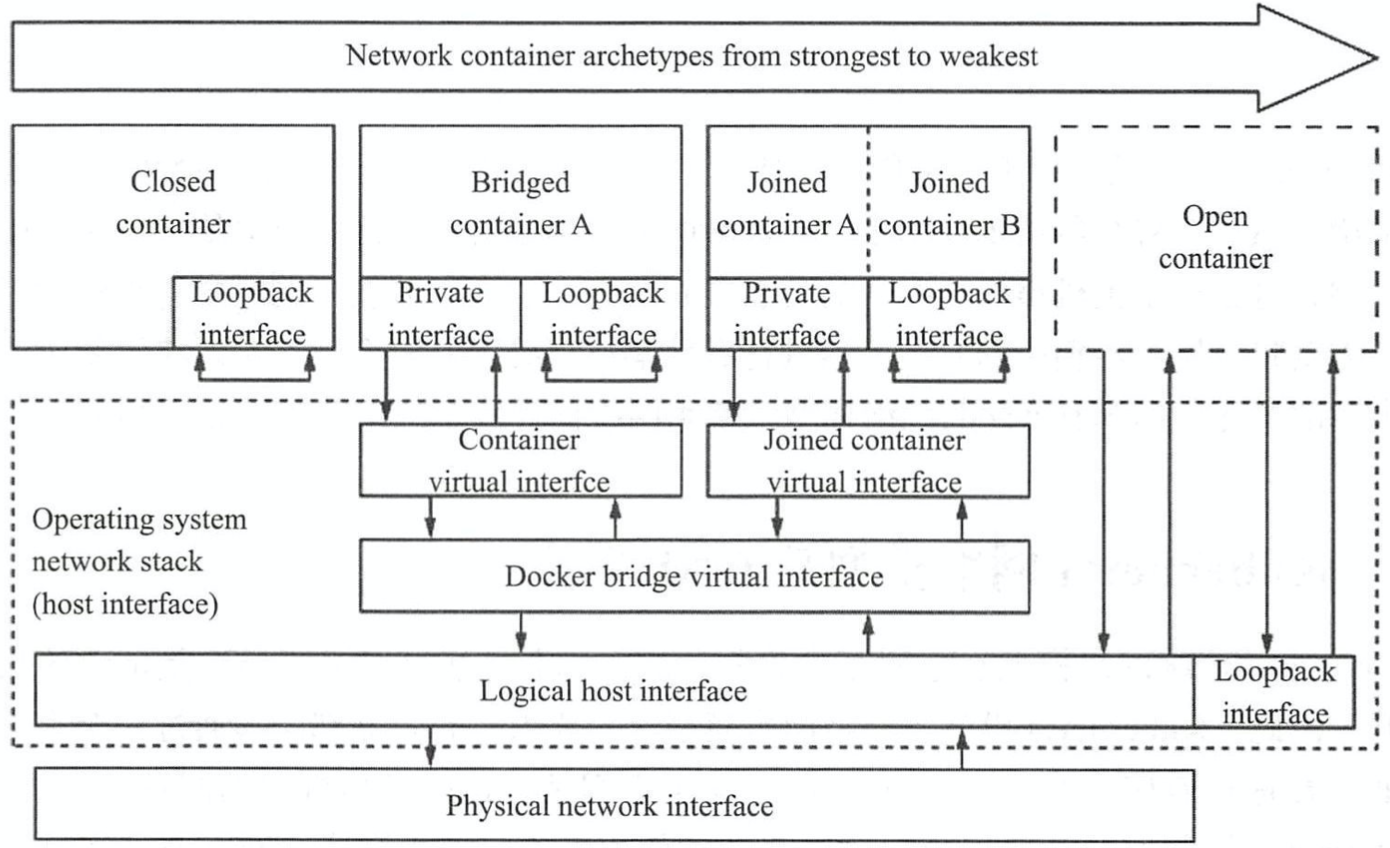 Network container archetypes from strongest to weakest
Closed
container
Loopback
interface
Bridged
container A
Private
interface
Loopback
interface
Joined
container A
Joined
container B
Private
interface
Loopback
interface
Open
container
Container
virtual interfce
Joined container
virtual interface
Operating system
network stack
(host interface)
Docker bridge virtual interface
Logical host interface
Loopback
interface
Physical network interface